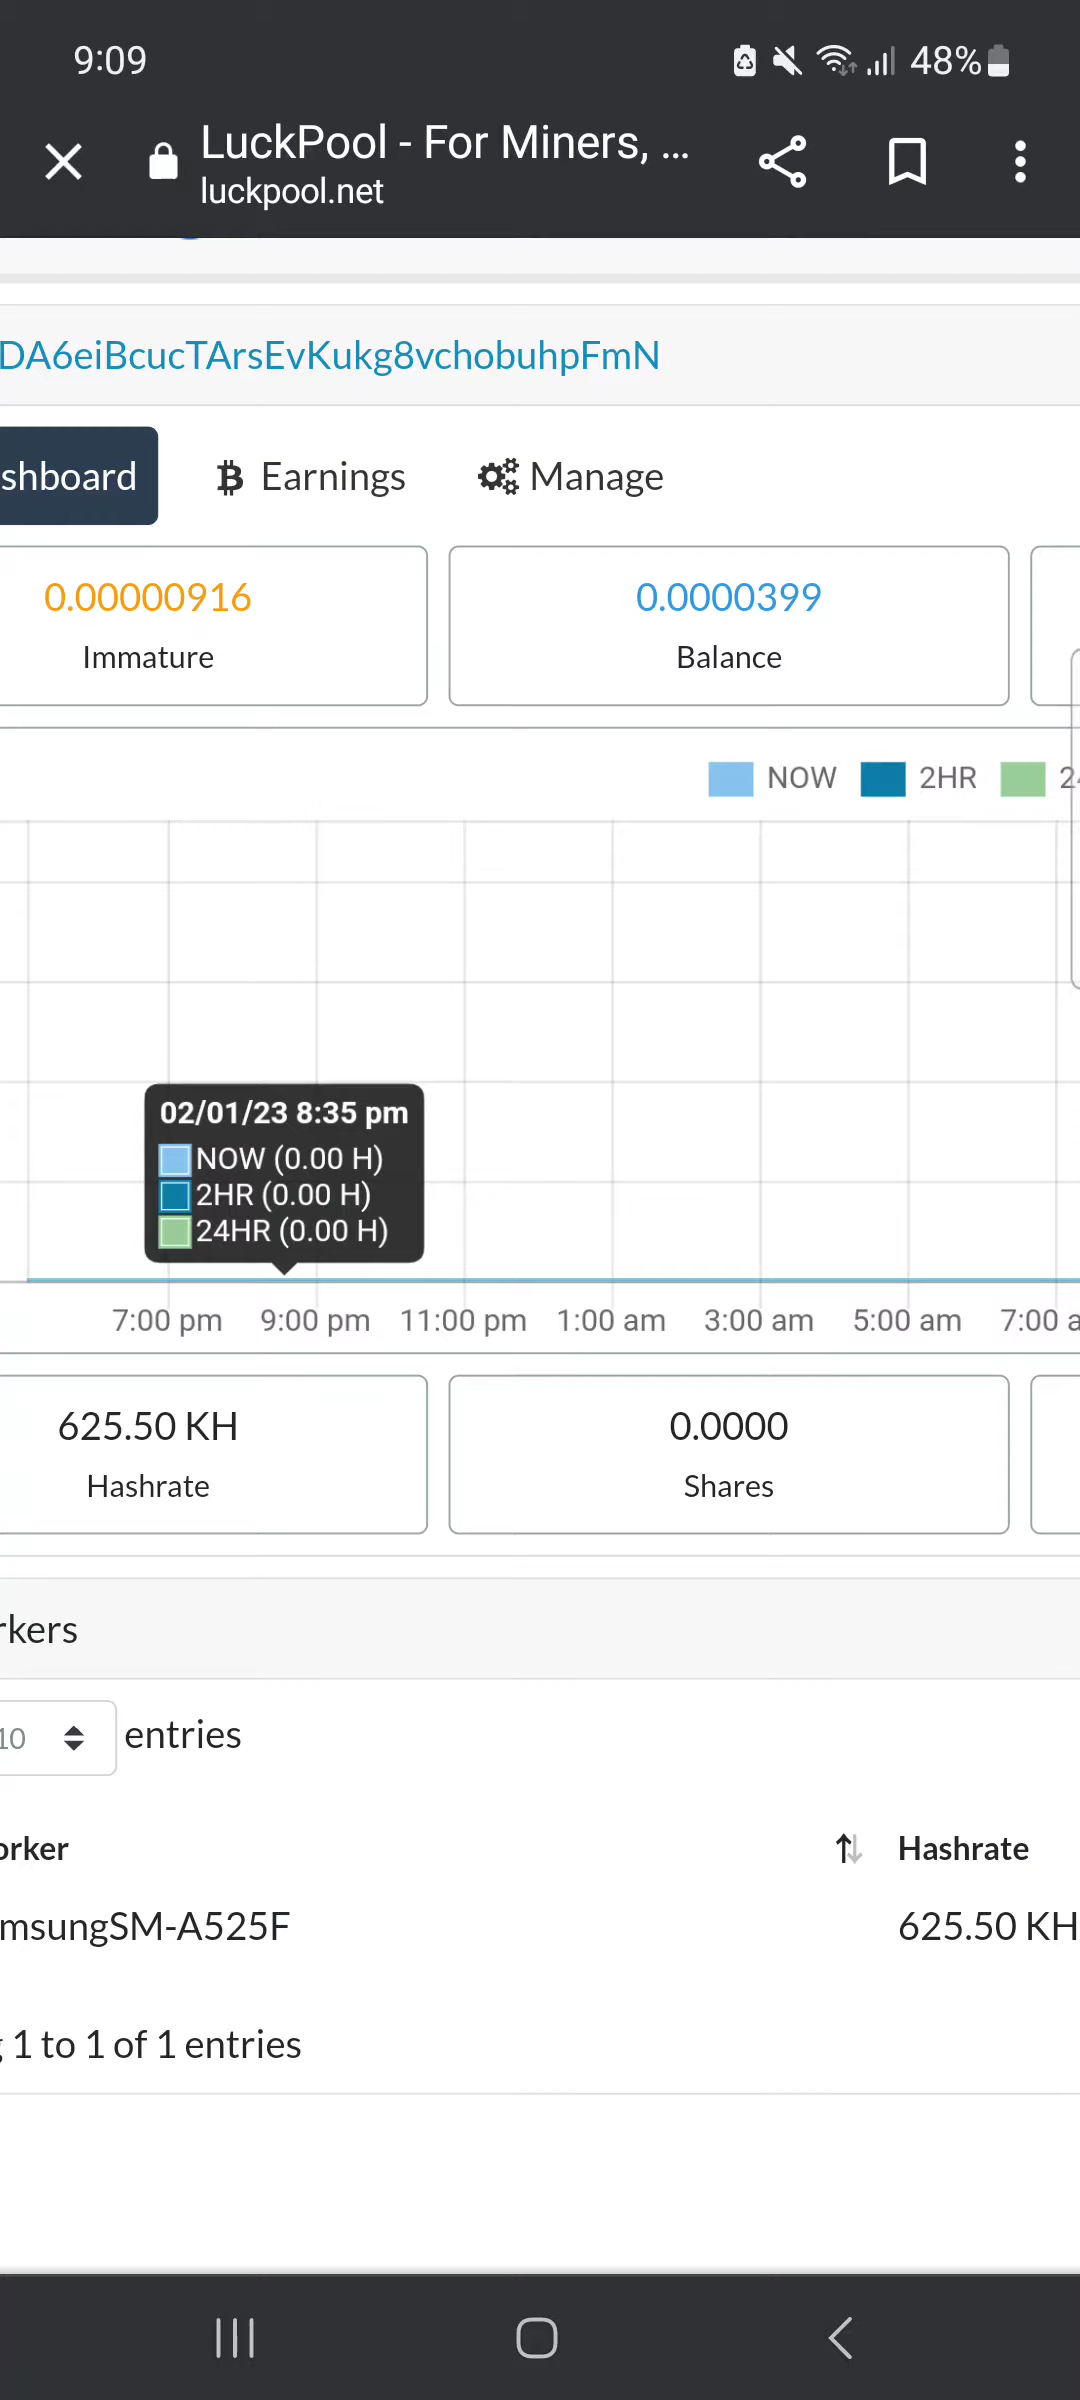 9:09
48%
LuckPool - For Miners, ...
luckpool.net
DA6eiBcucTArsEvKukg8vchobuhpFmN
shboard
Earnings
Manage
0.00000916
Immature
0.0000399
Balance
NOW
2HR
24
02/01/23 8:35 pm
NOW (0.00 H)
2HR (0.00 H)
24HR (0.00 H)
7:00 pm 9:00 pm 11:00 pm 1:00 am 3:00 am 5:00 am 7:00 a
625.50 KH
Hashrate
0.0000
Shares
rkers
10 entries
orker
Hashrate
msungSM-A525F
625.50 KH
g 1 to 1 of 1 entries